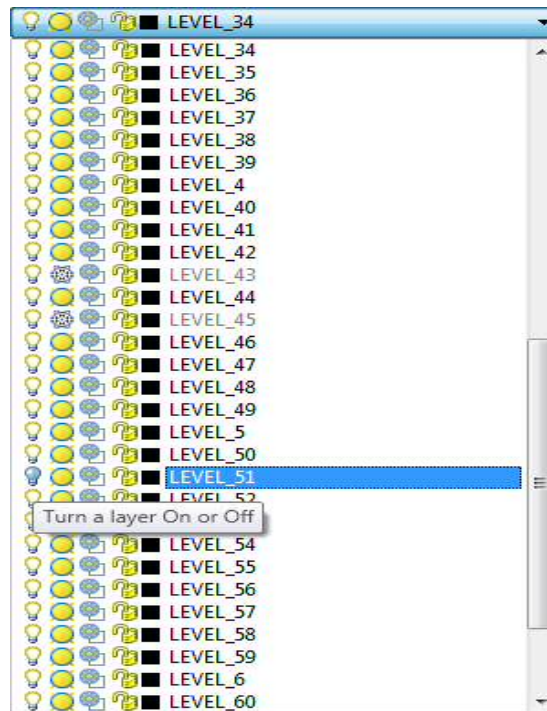 LEVEL_34
LEVEL_34
LEVEL_35
LEVEL_36
LEVEL_37
LEVEL_38
LEVEL_39
LEVEL_4
LEVEL_40
LEVEL_41
LEVEL_42
LEVEL_43
LEVEL_44
LEVEL_45
LEVEL_46
LEVEL_47
LEVEL_48
LEVEL_49
LEVEL_5
LEVEL_50
LEVEL_51
LEVEL_52
Turn a layer On or Off
LEVEL_54
LEVEL_55
LEVEL_56
LEVEL_57
LEVEL_58
LEVEL_59
LEVEL_6
LEVEL_60